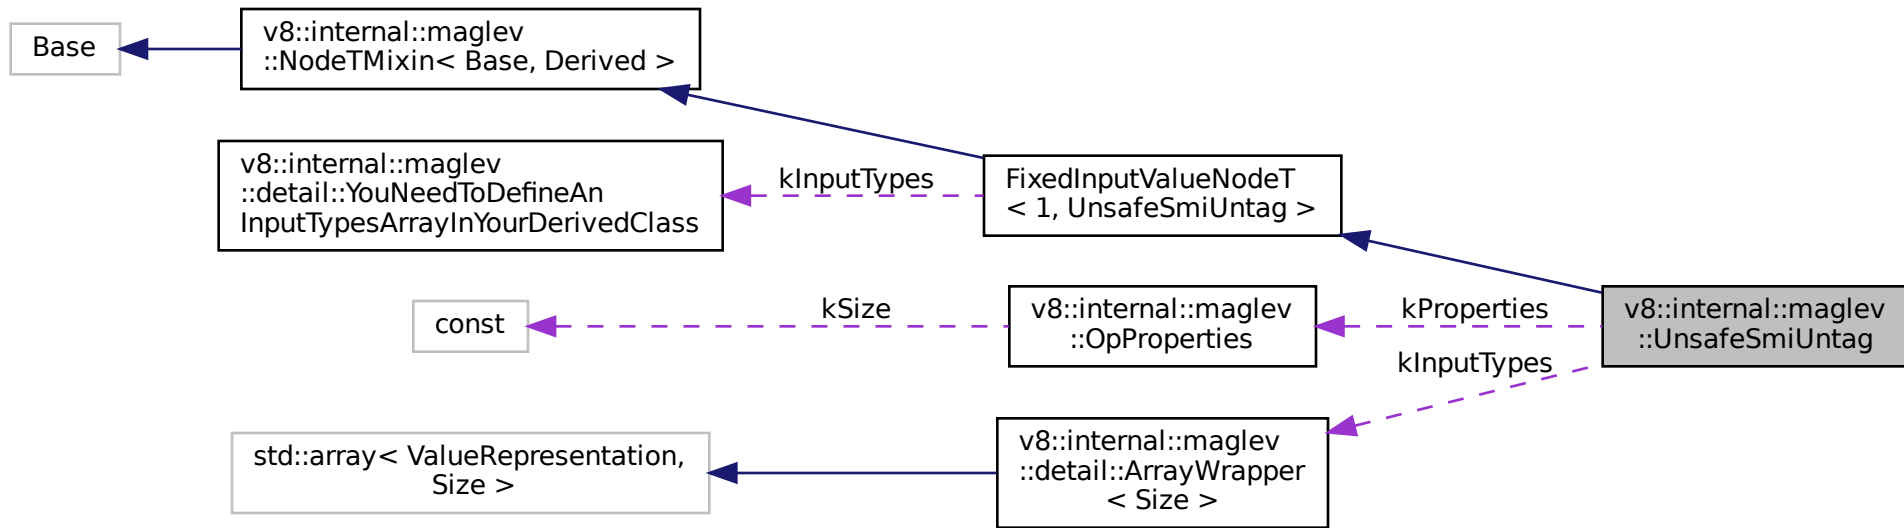 Base
v8::internal::maglev
::NodeTMixin< Base, Derived >
v8::internal::maglev
::detail::YouNeedToDefineAn
InputTypesArrayInYourDerivedClass
kInputTypes
FixedInputValueNodeT
< 1, UnsafeSmiUntag >
const
kSize
v8::internal::maglev
::OpProperties
kProperties
v8::internal::maglev
::UnsafeSmiUntag
kInputTypes
std::array< ValueRepresentation,
Size >
v8::internal::maglev
::detail::ArrayWrapper
< Size >